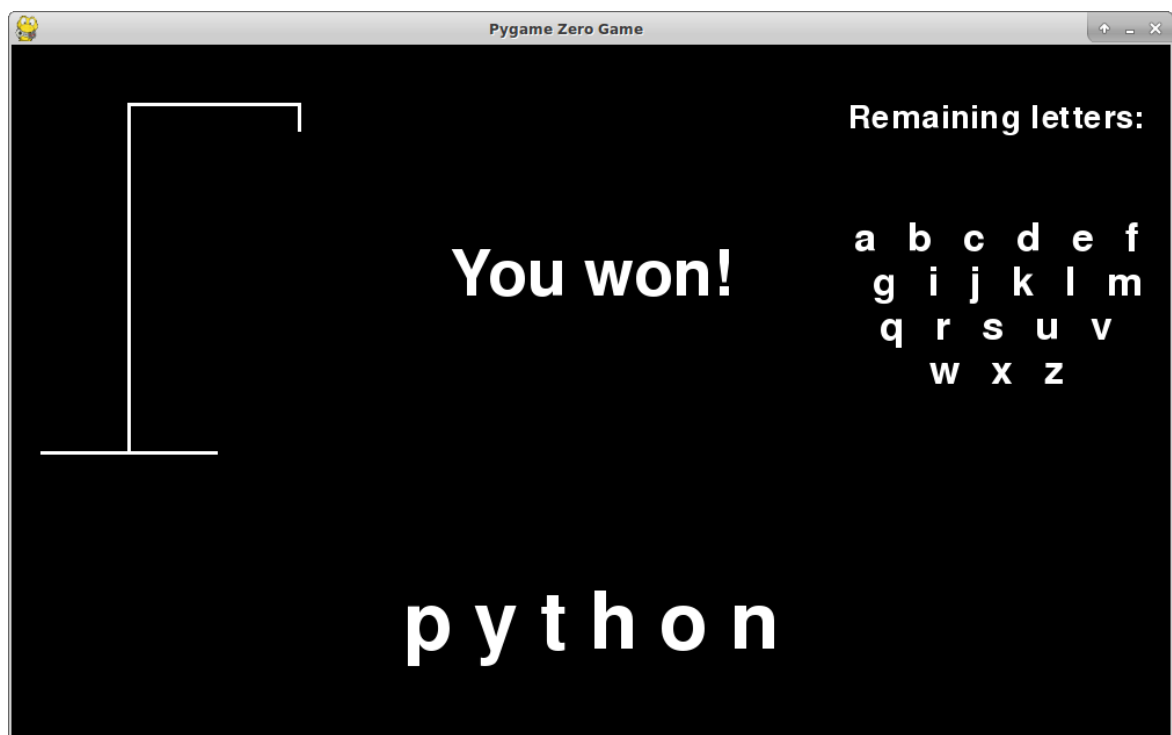 Pygame Zero Game
Remaining letters:
a b c d e f
g i j k l m
q r s u v
w x z
You won!
p y t h o n